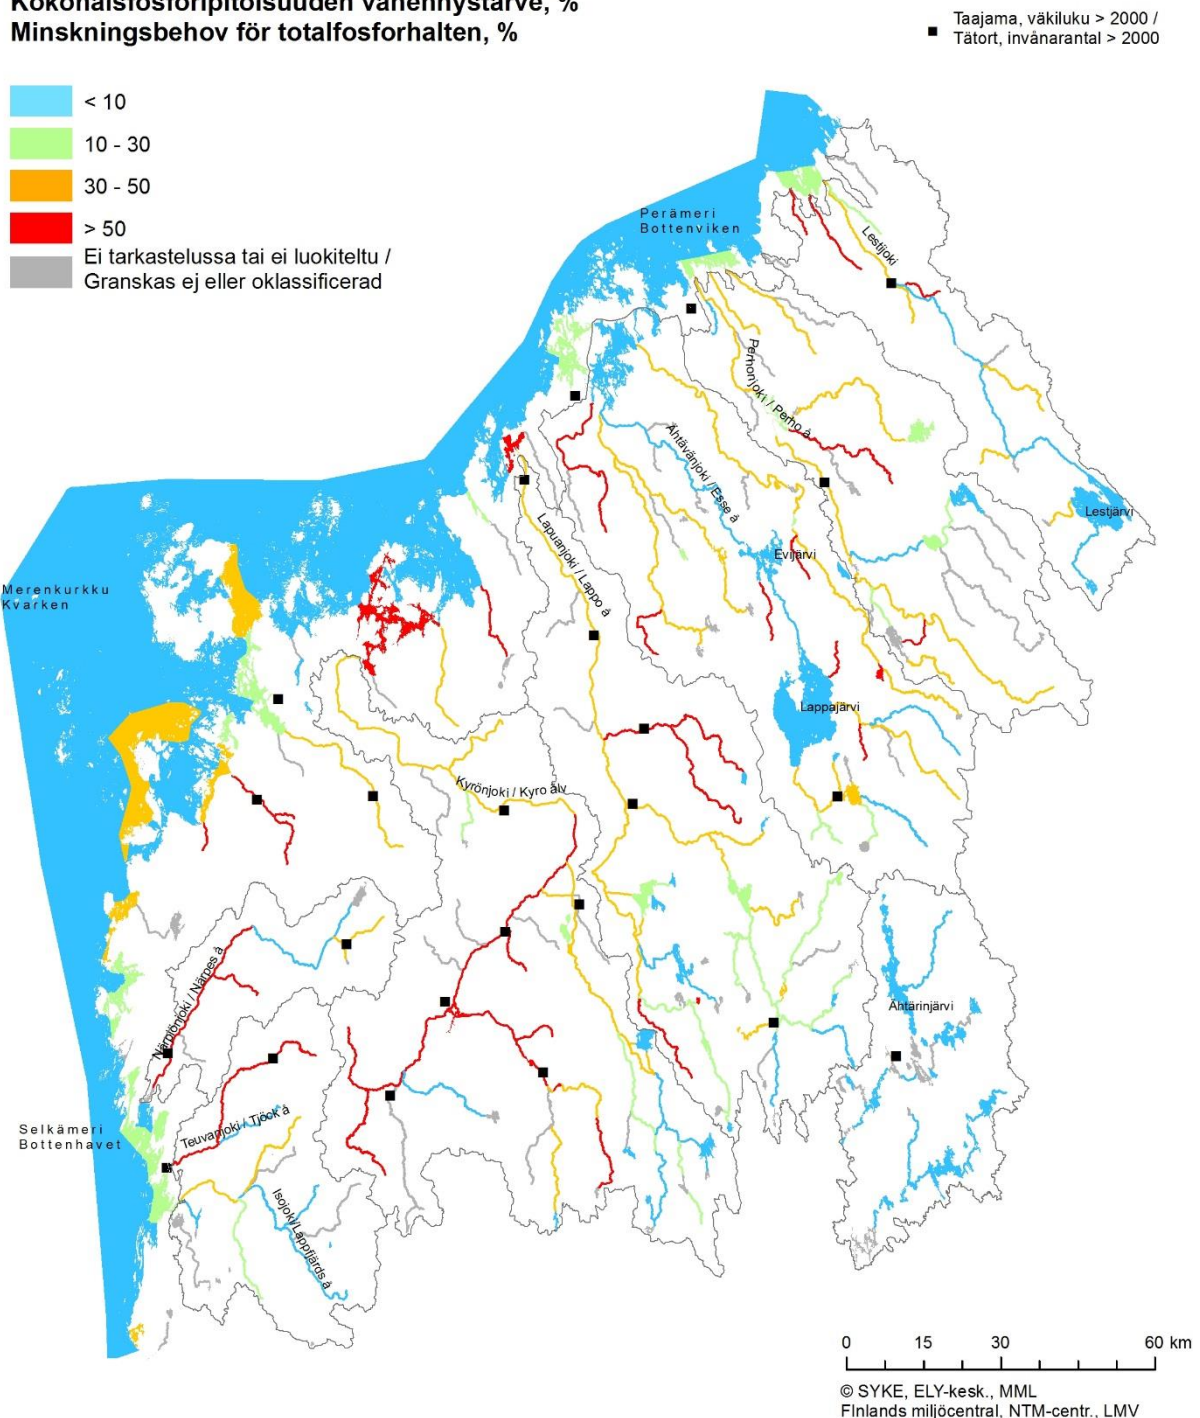 Kokonaisfosforipitoisuuden vähennystarve, %
Minskningsbehov för totalfosforhalten, %
Taajama, väkiluku > 2000 /
Tätort, invånarantal > 2000
< 10
10 - 30
30 - 50
> 50
Ei tarkastelussa tai ei luokiteltu /
Granskas ej eller oklassificerad
Perämeri
Bottenviken
Lestijoki
Perhonjoki / Perho å
Ähtävänjoki / Esse å
Lestjärvi
Lapuanjoki / Lappo å
Evijärvi
Merenkurkku
Kvarken
Lappajärvi
Kyrönjoki / Kyro älv
Närpiönjoki / Närpes å
Ähtärinjärvi
Teuvanjoki / Tjöck å
Selkämeri
Bottenhavet
Isojoki/Lappfjärds å
0 15 30 60 km
© SYKE, ELY-kesk., MML
FInlands miljöcentral, NTM-centr., LMV